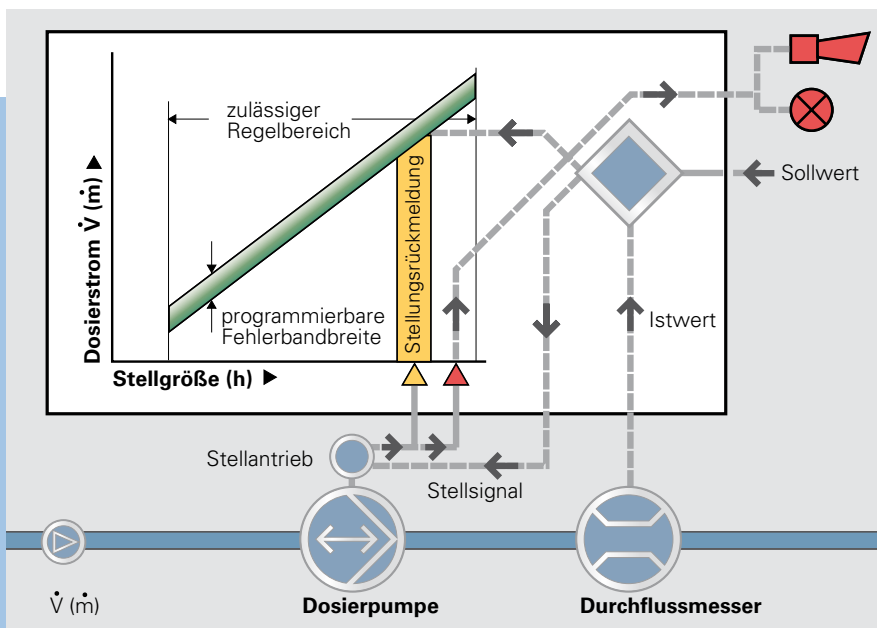 zulässiger
Regelbereich
Sollwert
Dosierstrom V̇ (ṁ) ▶
Stellungsrückmeldung
programmierbare
Fehlerbandbreite
Istwert
Stellgröße (h) ▶
Stellantrieb
Stellsignal
V̇ (ṁ)
Dosierpumpe
Durchflussmesser